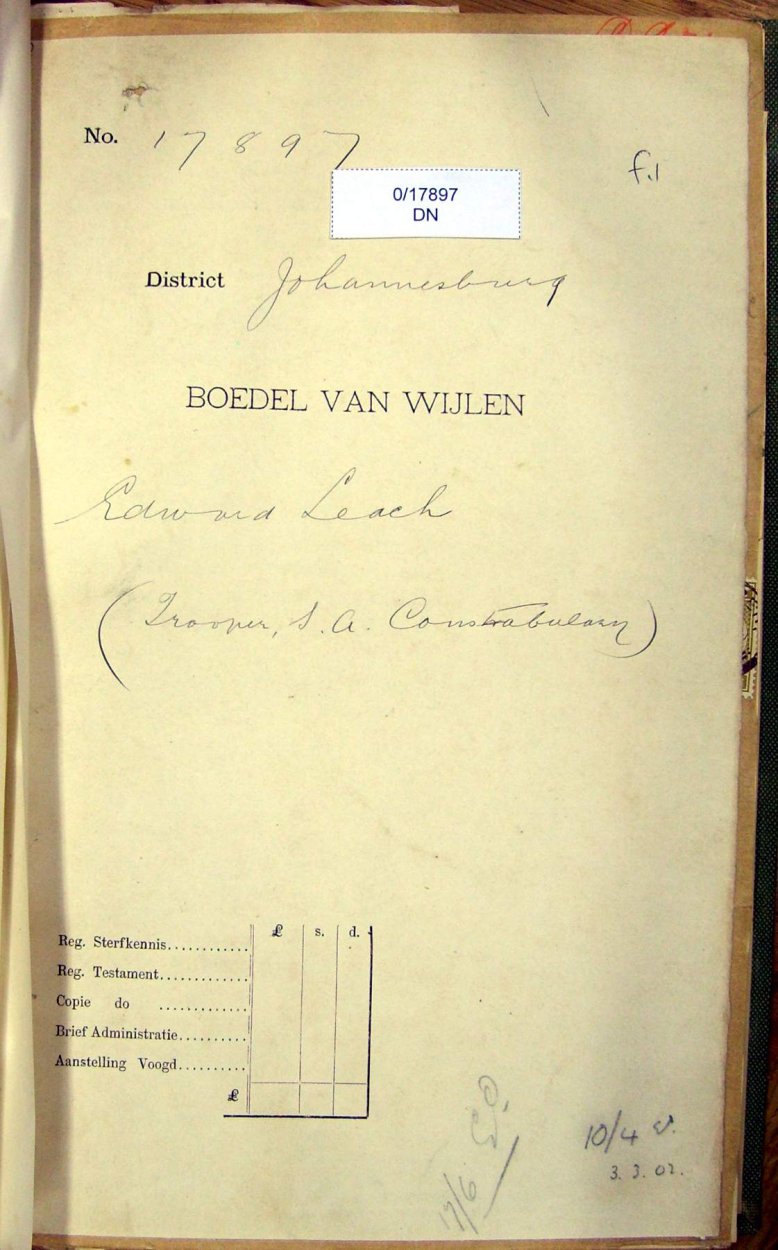 No. 17897
f.1
0/17897
DN
District Johannesburg
BOEDEL VAN WIJLEN
Edward Leach
(Trooper, S.A. Constabulary)
£ s. d.
Reg. Sterfkennis............
Reg. Testament.............
Copie do .............
Brief Administratie..........
Aanstelling Voogd..........
£
17/6
10/4
3.3.02.